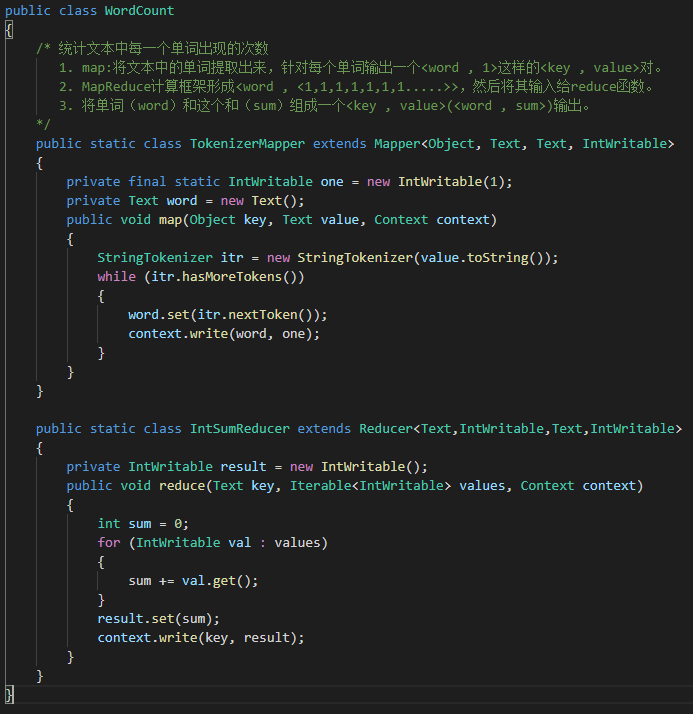 public class WordCount
{
    /* 统计文本中每一个单词出现的次数
       1. map:将文本中的单词提取出来，针对每个单词输出一个<word , 1>这样的<key , value>对。
       2. MapReduce计算框架形成<word , <1,1,1,1,1,1,1.....>>，然后将其输入给reduce函数。
       3. 将单词（word）和这个和（sum）组成一个<key , value>(<word , sum>)输出。
    */
    public static class TokenizerMapper extends Mapper<Object, Text, Text, IntWritable>
    {
        private final static IntWritable one = new IntWritable(1);
        private Text word = new Text();
        public void map(Object key, Text value, Context context)
        {
            StringTokenizer itr = new StringTokenizer(value.toString());
            while (itr.hasMoreTokens())
            {
                word.set(itr.nextToken());
                context.write(word, one);
            }
        }
    }

    public static class IntSumReducer extends Reducer<Text,IntWritable,Text,IntWritable>
    {
        private IntWritable result = new IntWritable();
        public void reduce(Text key, Iterable<IntWritable> values, Context context)
        {
            int sum = 0;
            for (IntWritable val : values)
            {
                sum += val.get();
            }
            result.set(sum);
            context.write(key, result);
        }
    }
}